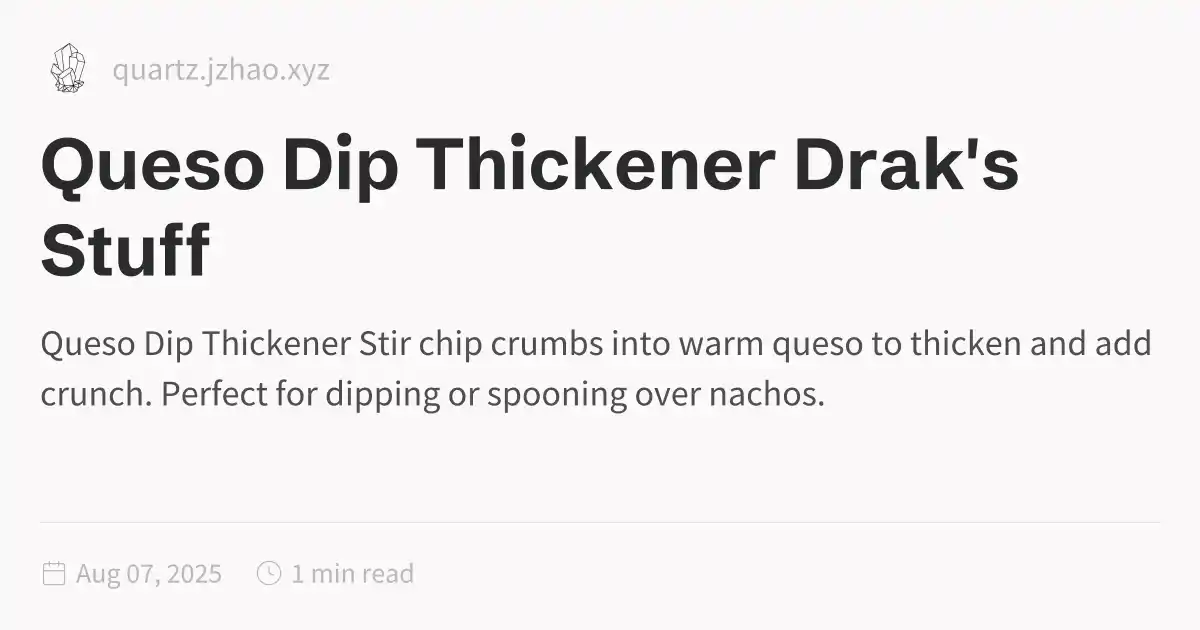 quartz.jzhao.xyz
Queso Dip Thickener Drak's
Stuff
Queso Dip Thickener Stir chip crumbs into warm queso to thicken and add
crunch. Perfect for dipping or spooning over nachos.
Aug 07, 2025 1 min read